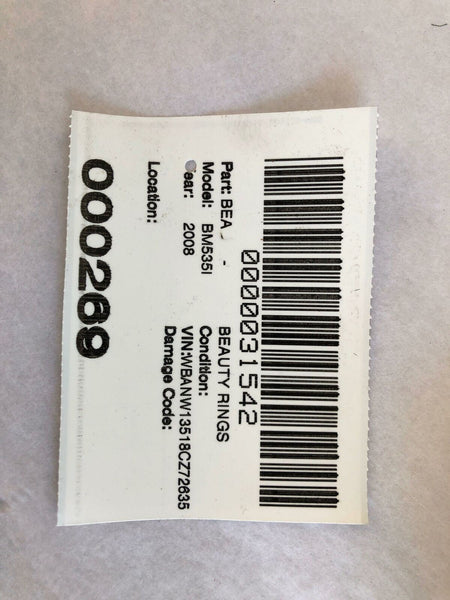 0000031542
Part: BEA - BEAUTY RINGS
Model: BM535I Condition:
ear: 2008 VIN:WBANW13518CZ72635
Damage Code:
Location:
000269